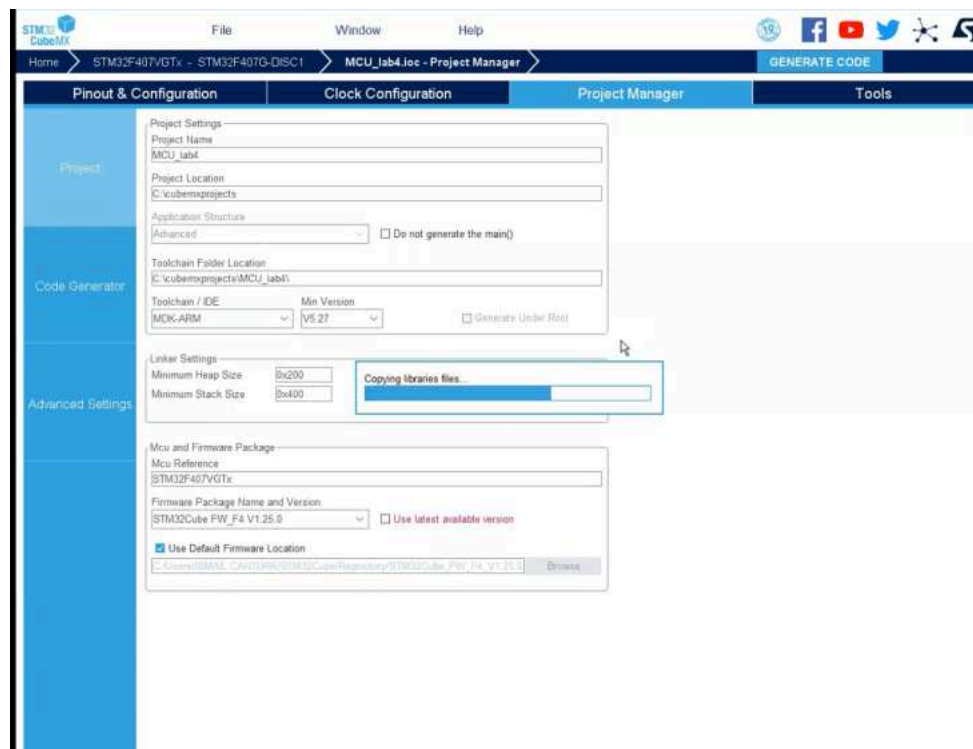 STM32
CubeMX
File
Window
Help
Home
STM32F407VGTx - STM32F407G-DISC1
MCU_lab4.ioc - Project Manager
GENERATE CODE
Pinout & Configuration
Clock Configuration
Project Manager
Tools
Project
Code Generator
Advanced Settings
Project Settings
Project Name
MCU_lab4
Project Location
C:\cubemxprojects
Application Structure
Advanced
Do not generate the main()
Toolchain Folder Location
C:\cubemxprojects\MCU_lab4\
Toolchain / IDE
Min Version
MDK-ARM
V5.27
Generate Under Root
Linker Settings
Minimum Heap Size
0x200
Minimum Stack Size
0x400
Copying libraries files...
Mcu and Firmware Package
Mcu Reference
STM32F407VGTx
Firmware Package Name and Version
STM32Cube FW_F4 V1.25.0
Use latest available version
Use Default Firmware Location
Browse